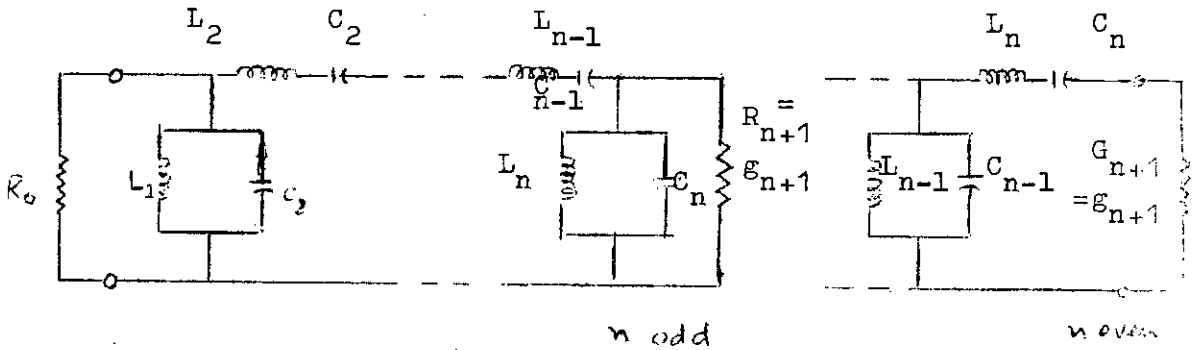 L2 C2 Ln-1 Ln Cn
Cn-1
Rn+1 = gn+1
Ro L1 c2 Ln Cn Ln-1 Cn-1 Gn+1 = gn+1
n odd n even